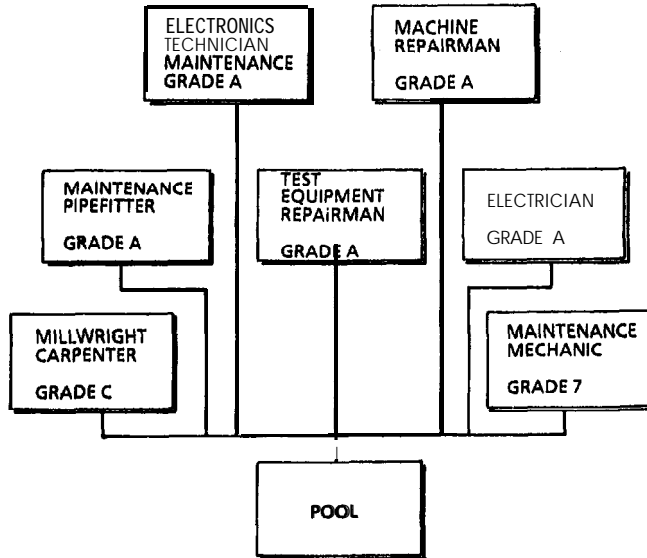 ELECTRONICS
TECHNICIAN
MAINTENANCE
GRADE A
MACHINE
REPAIRMAN
GRADE A
MAINTENANCE
PIPEFITTER
GRADE A
TEST
EQUIPMENT
REPAIRMAN
GRADE A
ELECTRICIAN
GRADE A
MILLWRIGHT
CARPENTER
GRADE C
MAINTENANCE
MECHANIC
GRADE 7
POOL